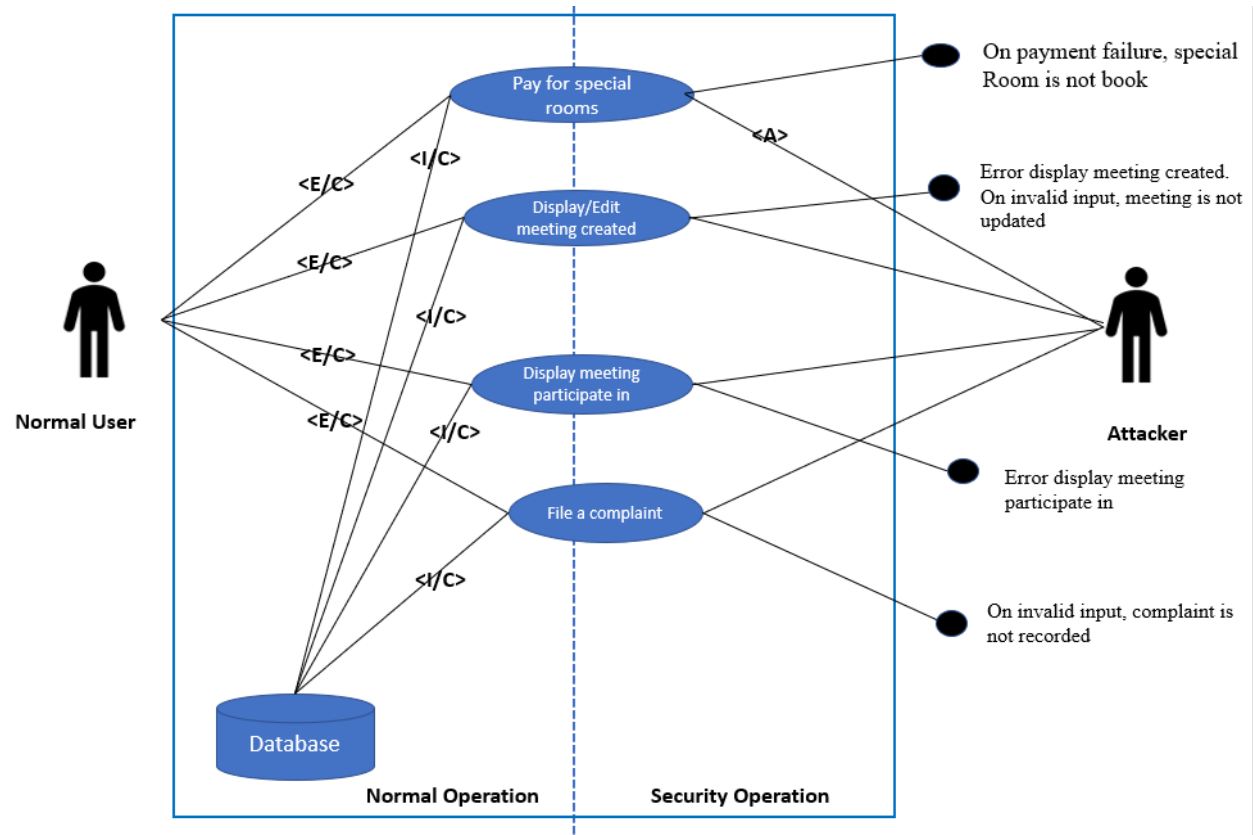 Pay for special
rooms
On payment failure, special
Room is not book
<A>
<I/C>
<E/C>
Error display meeting created.
On invalid input, meeting is not
updated
Display/Edit
meeting created
<E/C>
<I/C>
<E/C>
Display meeting
participate in
Normal User
<E/C>
<I/C>
Attacker
Error display meeting
participate in
File a complaint
<I/C>
On invalid input, complaint is
not recorded
Database
Normal Operation
Security Operation